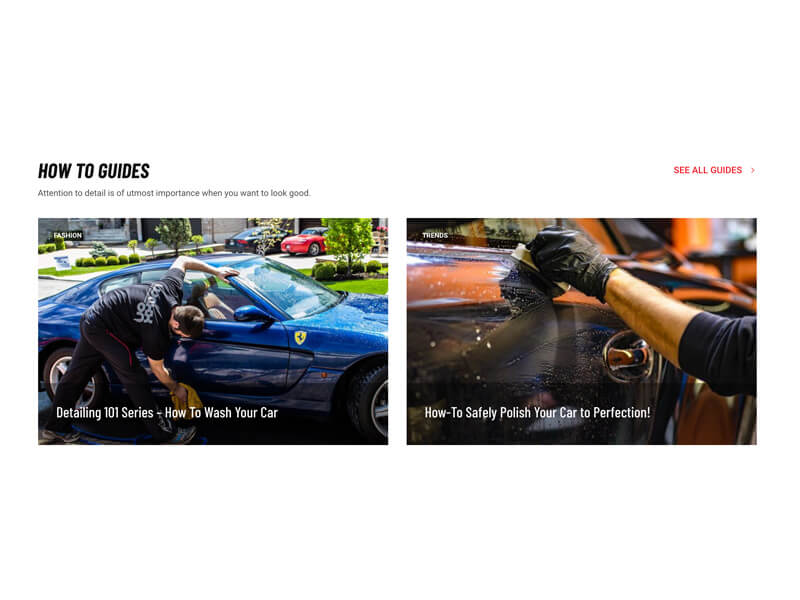 HOW TO GUIDES
SEE ALL GUIDES
Attention to detail is of utmost importance when you want to look good.
FASHION
TRENDS
Detailing 101 Series – How To Wash Your Car
How-To Safely Polish Your Car to Perfection!